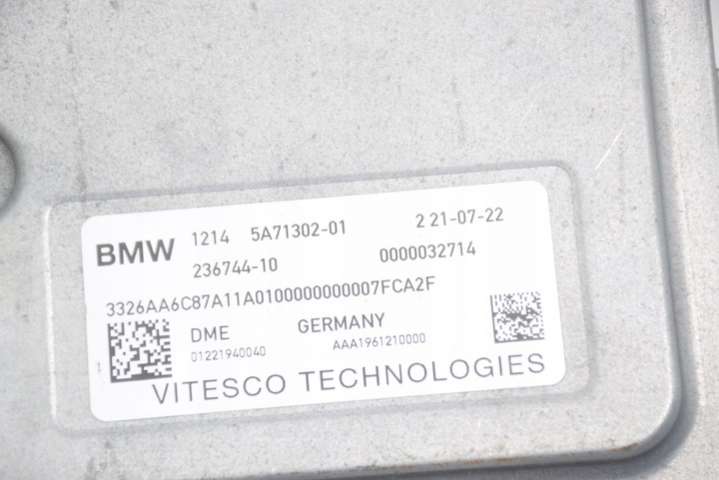 BMW 1214 5A71302-01 2 21-07-22
236744-10 0000032714
3326AA6C87A11A0100000000007FCA2F
DME GERMANY
01221940040 AAA1961210000
VITESCO TECHNOLOGIES